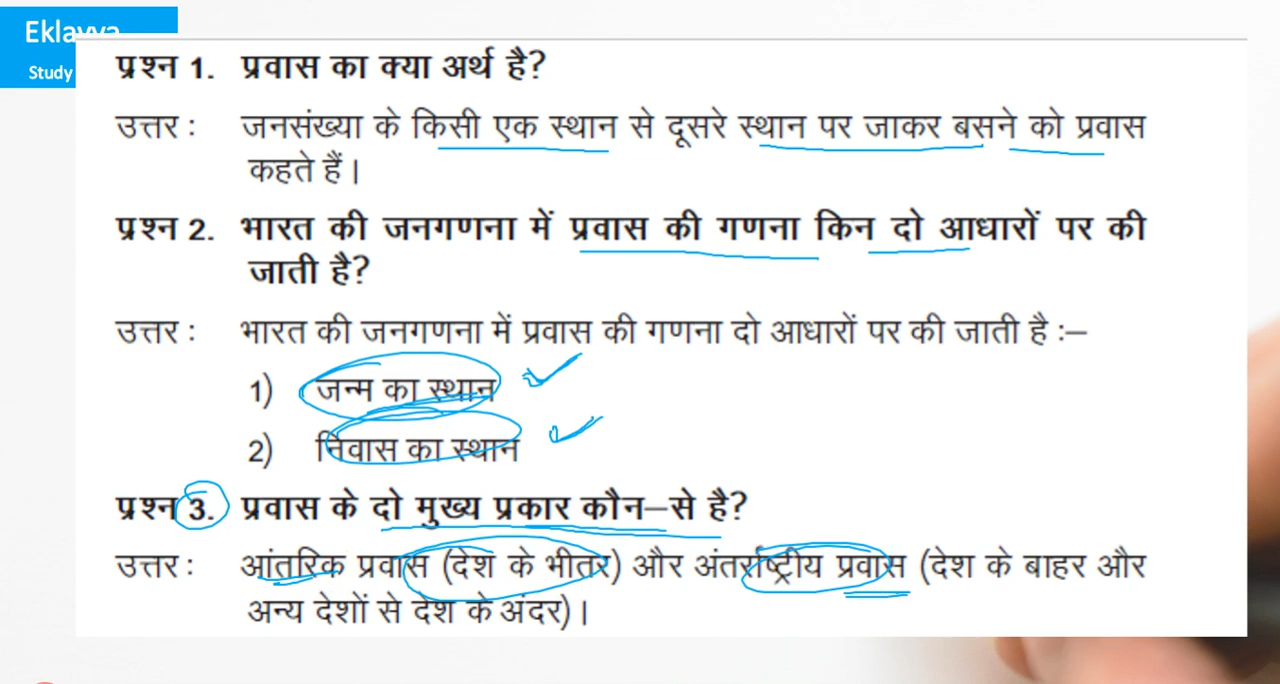 Eklavya
Study
प्रश्न 1. प्रवास का क्या अर्थ है?
उत्तर : जनसंख्या के किसी एक स्थान से दूसरे स्थान पर जाकर बसने को प्रवास
कहते हैं।
प्रश्न 2. भारत की जनगणना में प्रवास की गणना किन दो आधारों पर की
जाती है?
उत्तर : भारत की जनगणना में प्रवास की गणना दो आधारों पर की जाती है :–
1) जन्म का स्थान
2) निवास का स्थान
प्रश्न 3. प्रवास के दो मुख्य प्रकार कौन–से है?
उत्तर : आंतरिक प्रवास (देश के भीतर) और अंतर्राष्ट्रीय प्रवास (देश के बाहर और
अन्य देशों से देश के अंदर)।